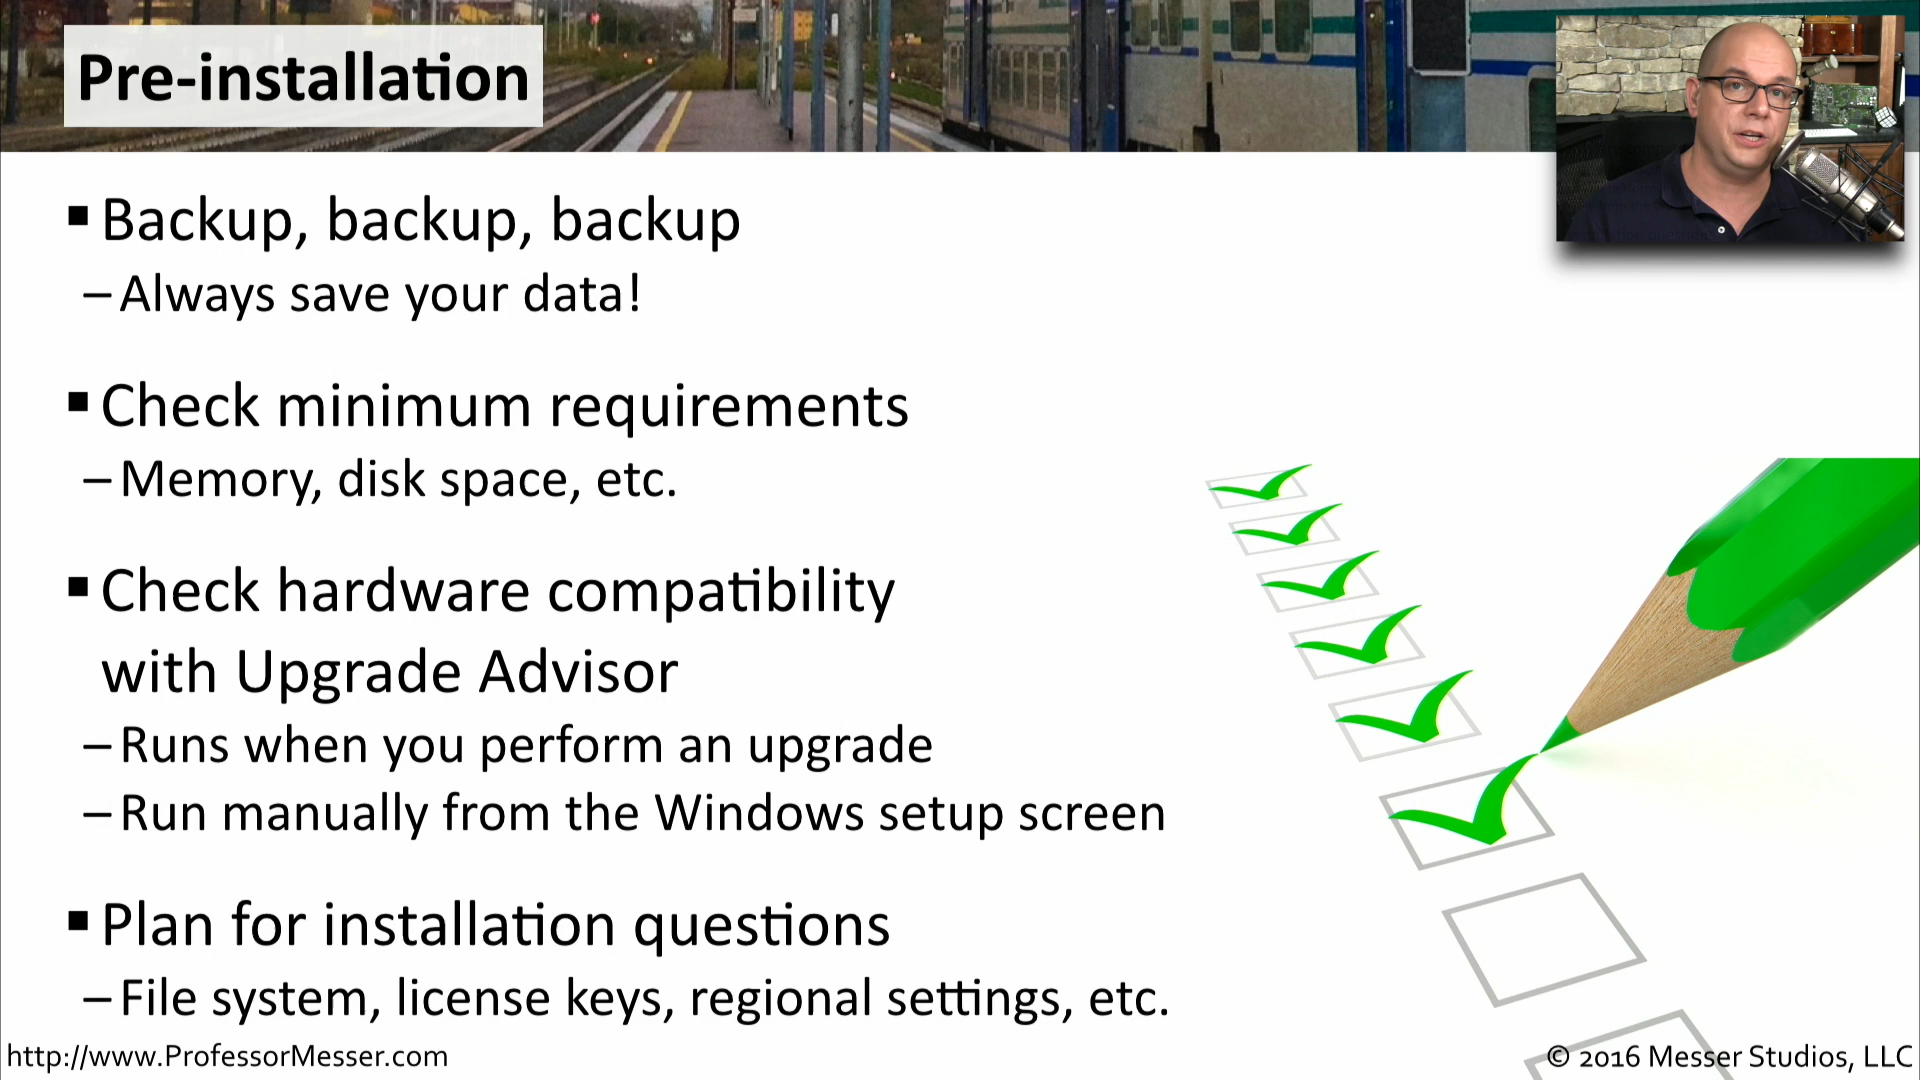 Pre-installation
▪ Backup, backup, backup
– Always save your data!
▪ Check minimum requirements
– Memory, disk space, etc.
▪ Check hardware compatibility
with Upgrade Advisor
– Runs when you perform an upgrade
– Run manually from the Windows setup screen
▪ Plan for installation questions
– File system, license keys, regional settings, etc.
http://www.ProfessorMesser.com
© 2016 Messer Studios, LLC